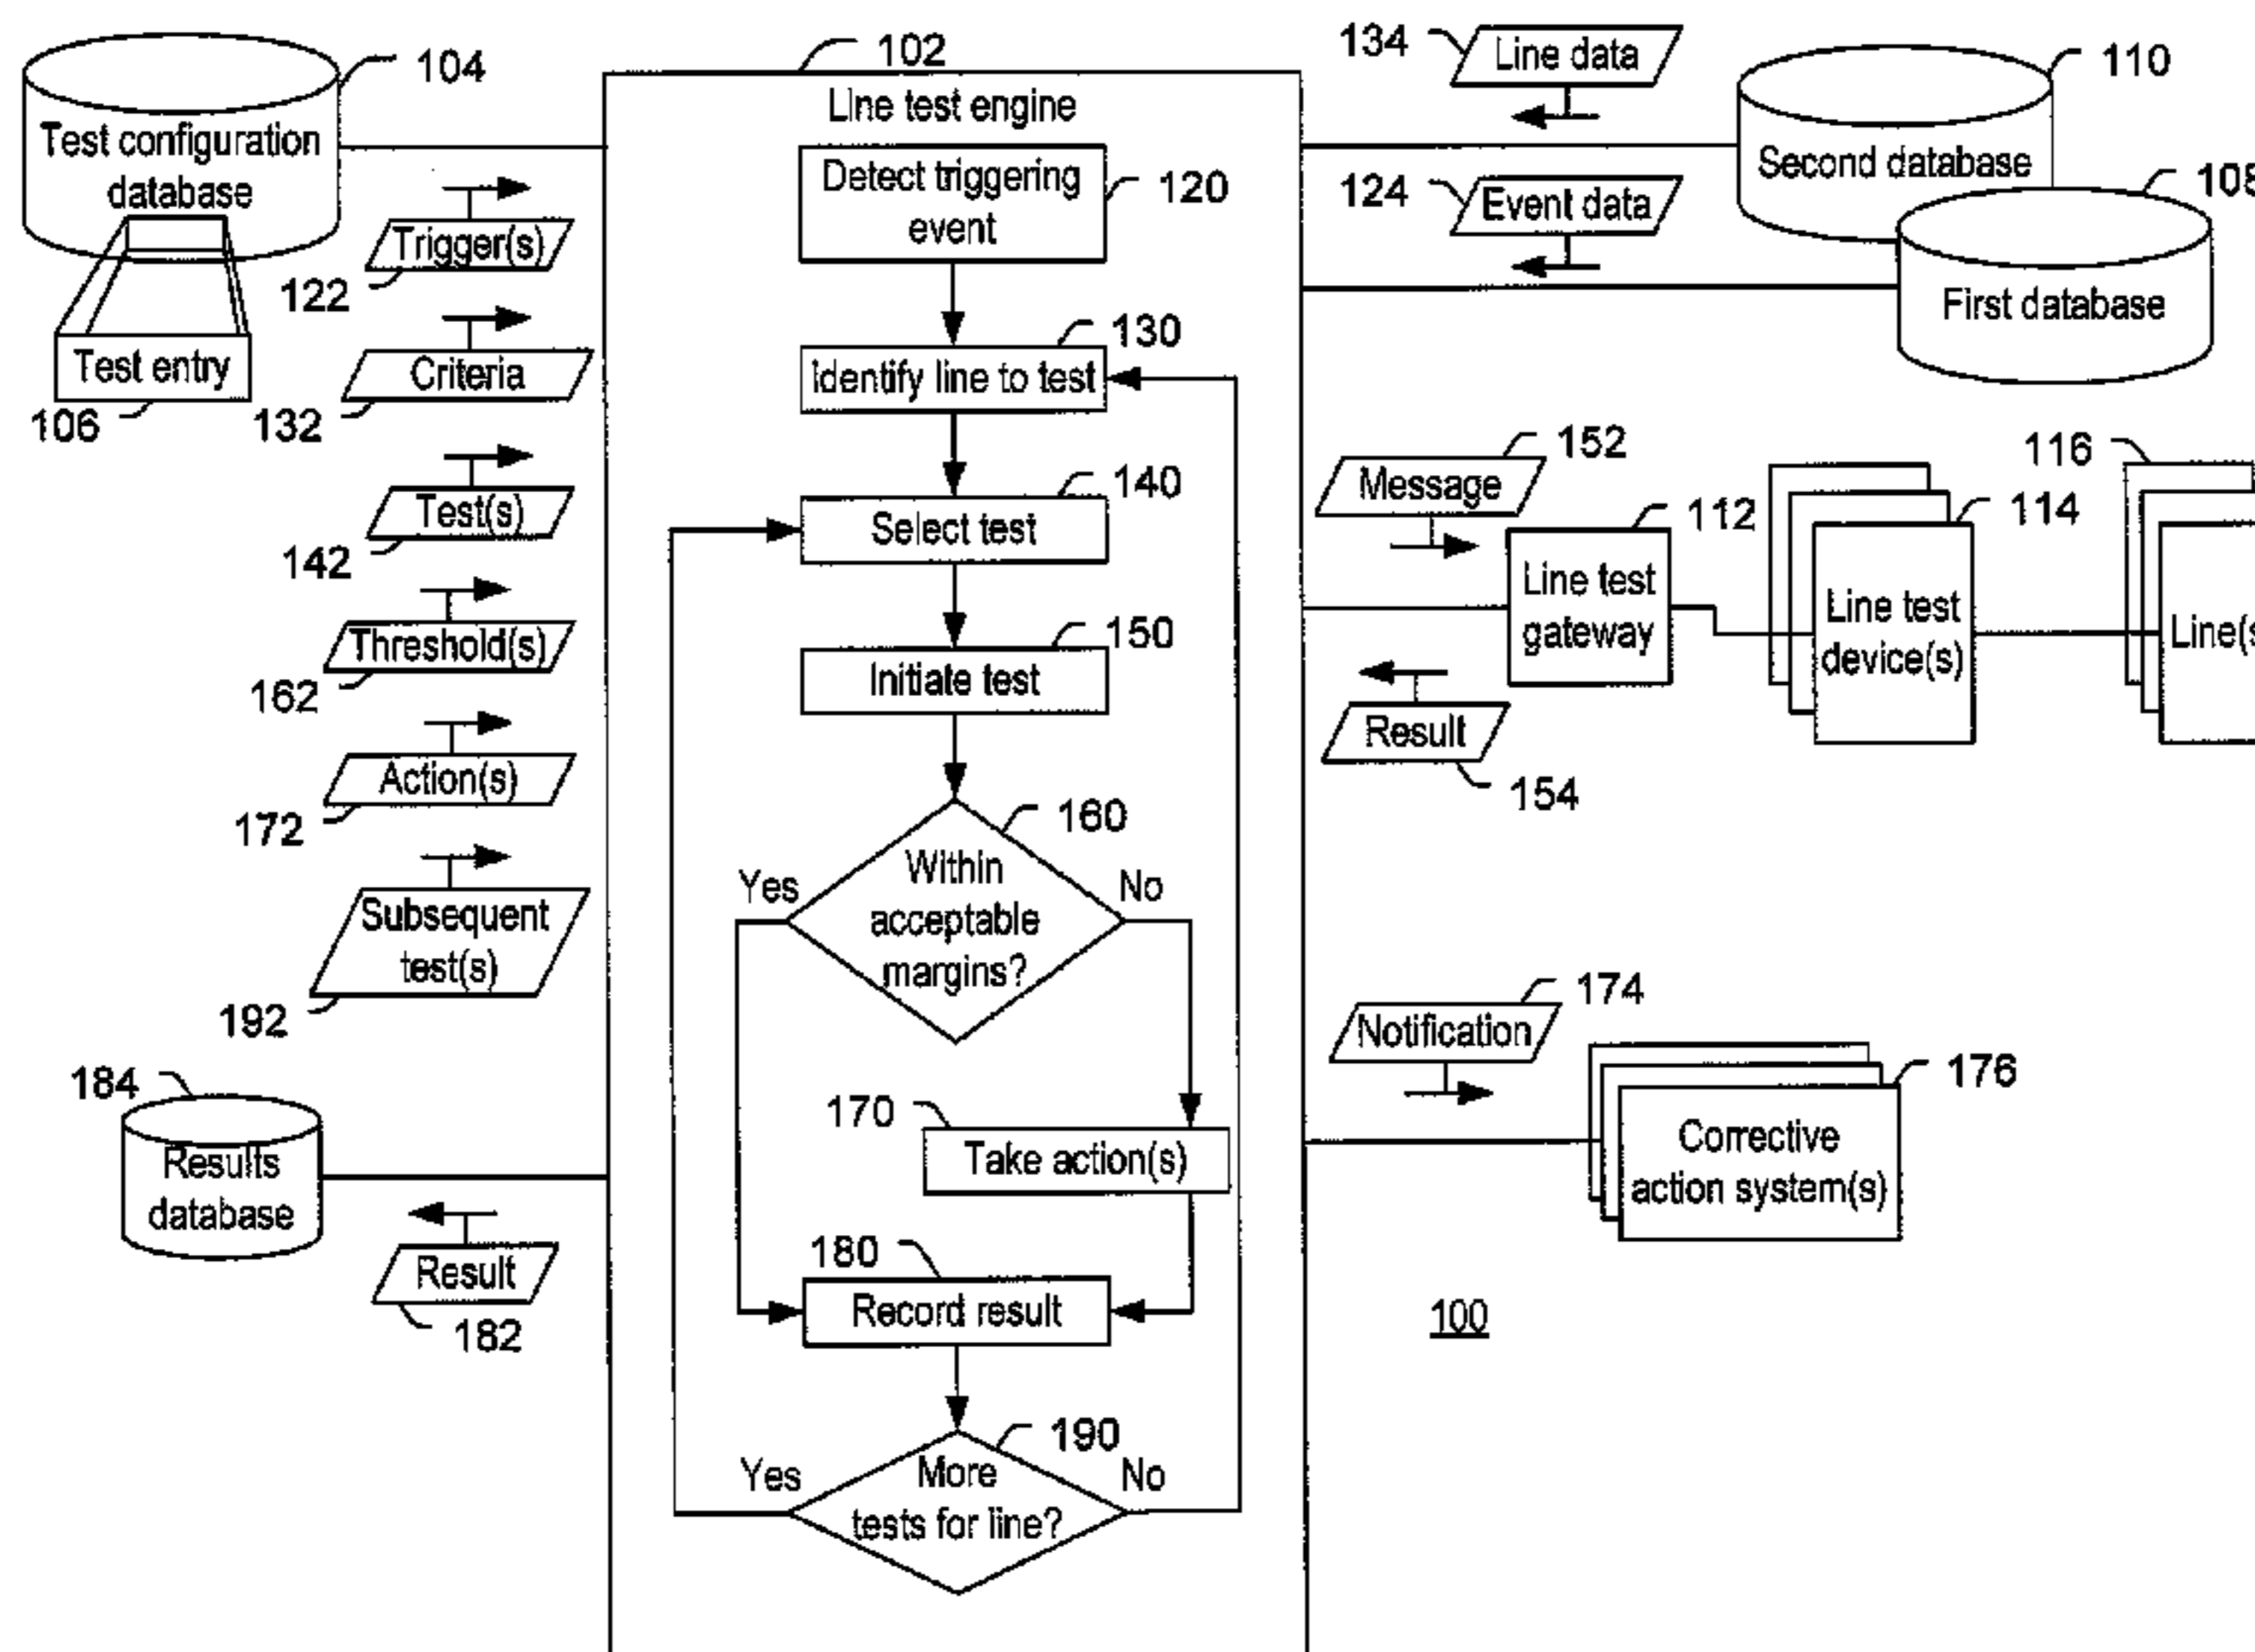 104
Test configuration
database
Test entry
106
Trigger(s)
122
Criteria
132
Test(s)
142
Threshold(s)
162
Action(s)
172
Subsequent
test(s)
192
184
Results
database
Result
182
102
Line test engine
Detect triggering
event
120
130
Identify line to test
140
Select test
150
Initiate test
160
Within
acceptable
margins?
Yes
No
170
Take action(s)
180
Record result
190
More
tests for line?
Yes
No
134
Line data
110
Second database
124
Event data
108
First database
152
Message
112
Line test
gateway
114
Line test
device(s)
116
Line(s
Result
154
174
Notification
176
Corrective
action system(s)
100